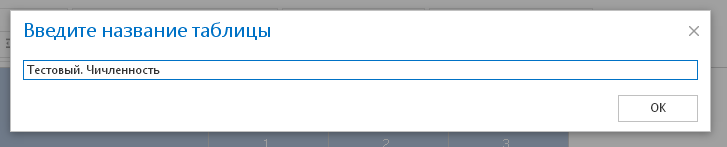 Введите название таблицы
Тестовый. Чичленность
OK
1 2 3